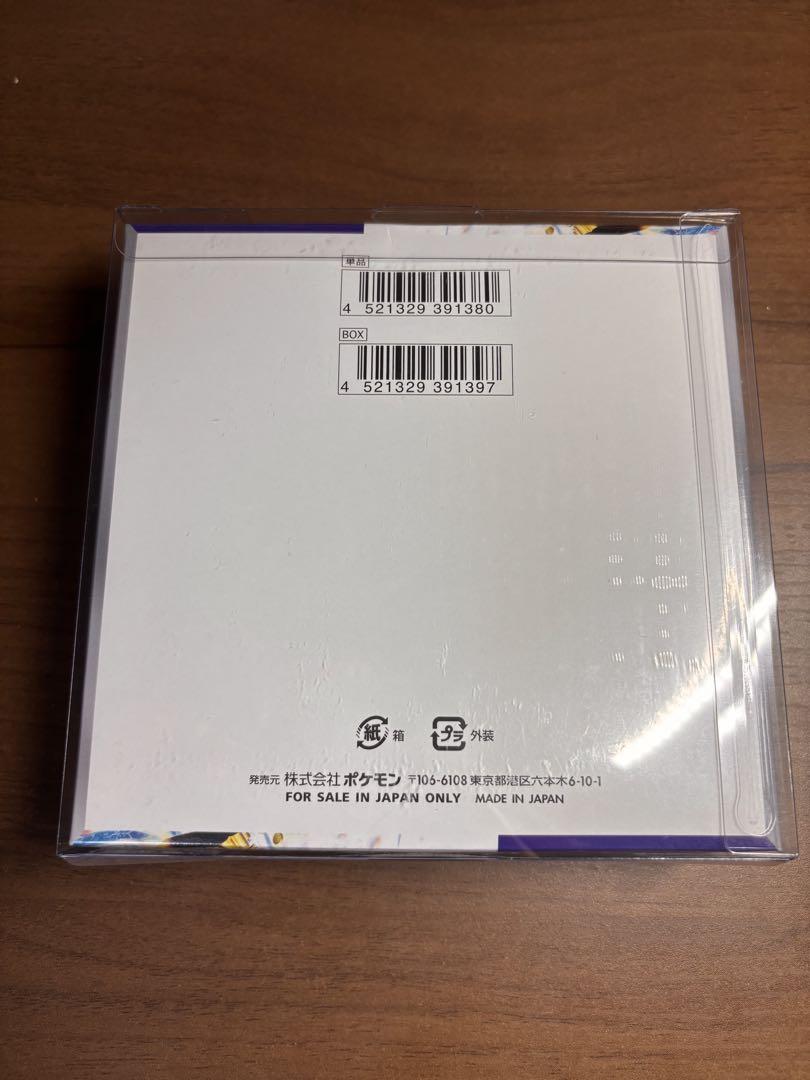 単品
4 521329 391380
BOX
4 521329 391397
紙 箱 プラ 外装
発売元 株式会社 ポケモン 〒106-6108 東京都港区六本木6-10-1
FOR SALE IN JAPAN ONLY MADE IN JAPAN